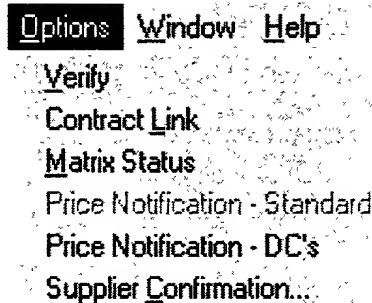 Options Window Help
Verify
Contract Link
Matrix Status
Price Notification - Standard
Price Notification - DC's
Supplier Confirmation...